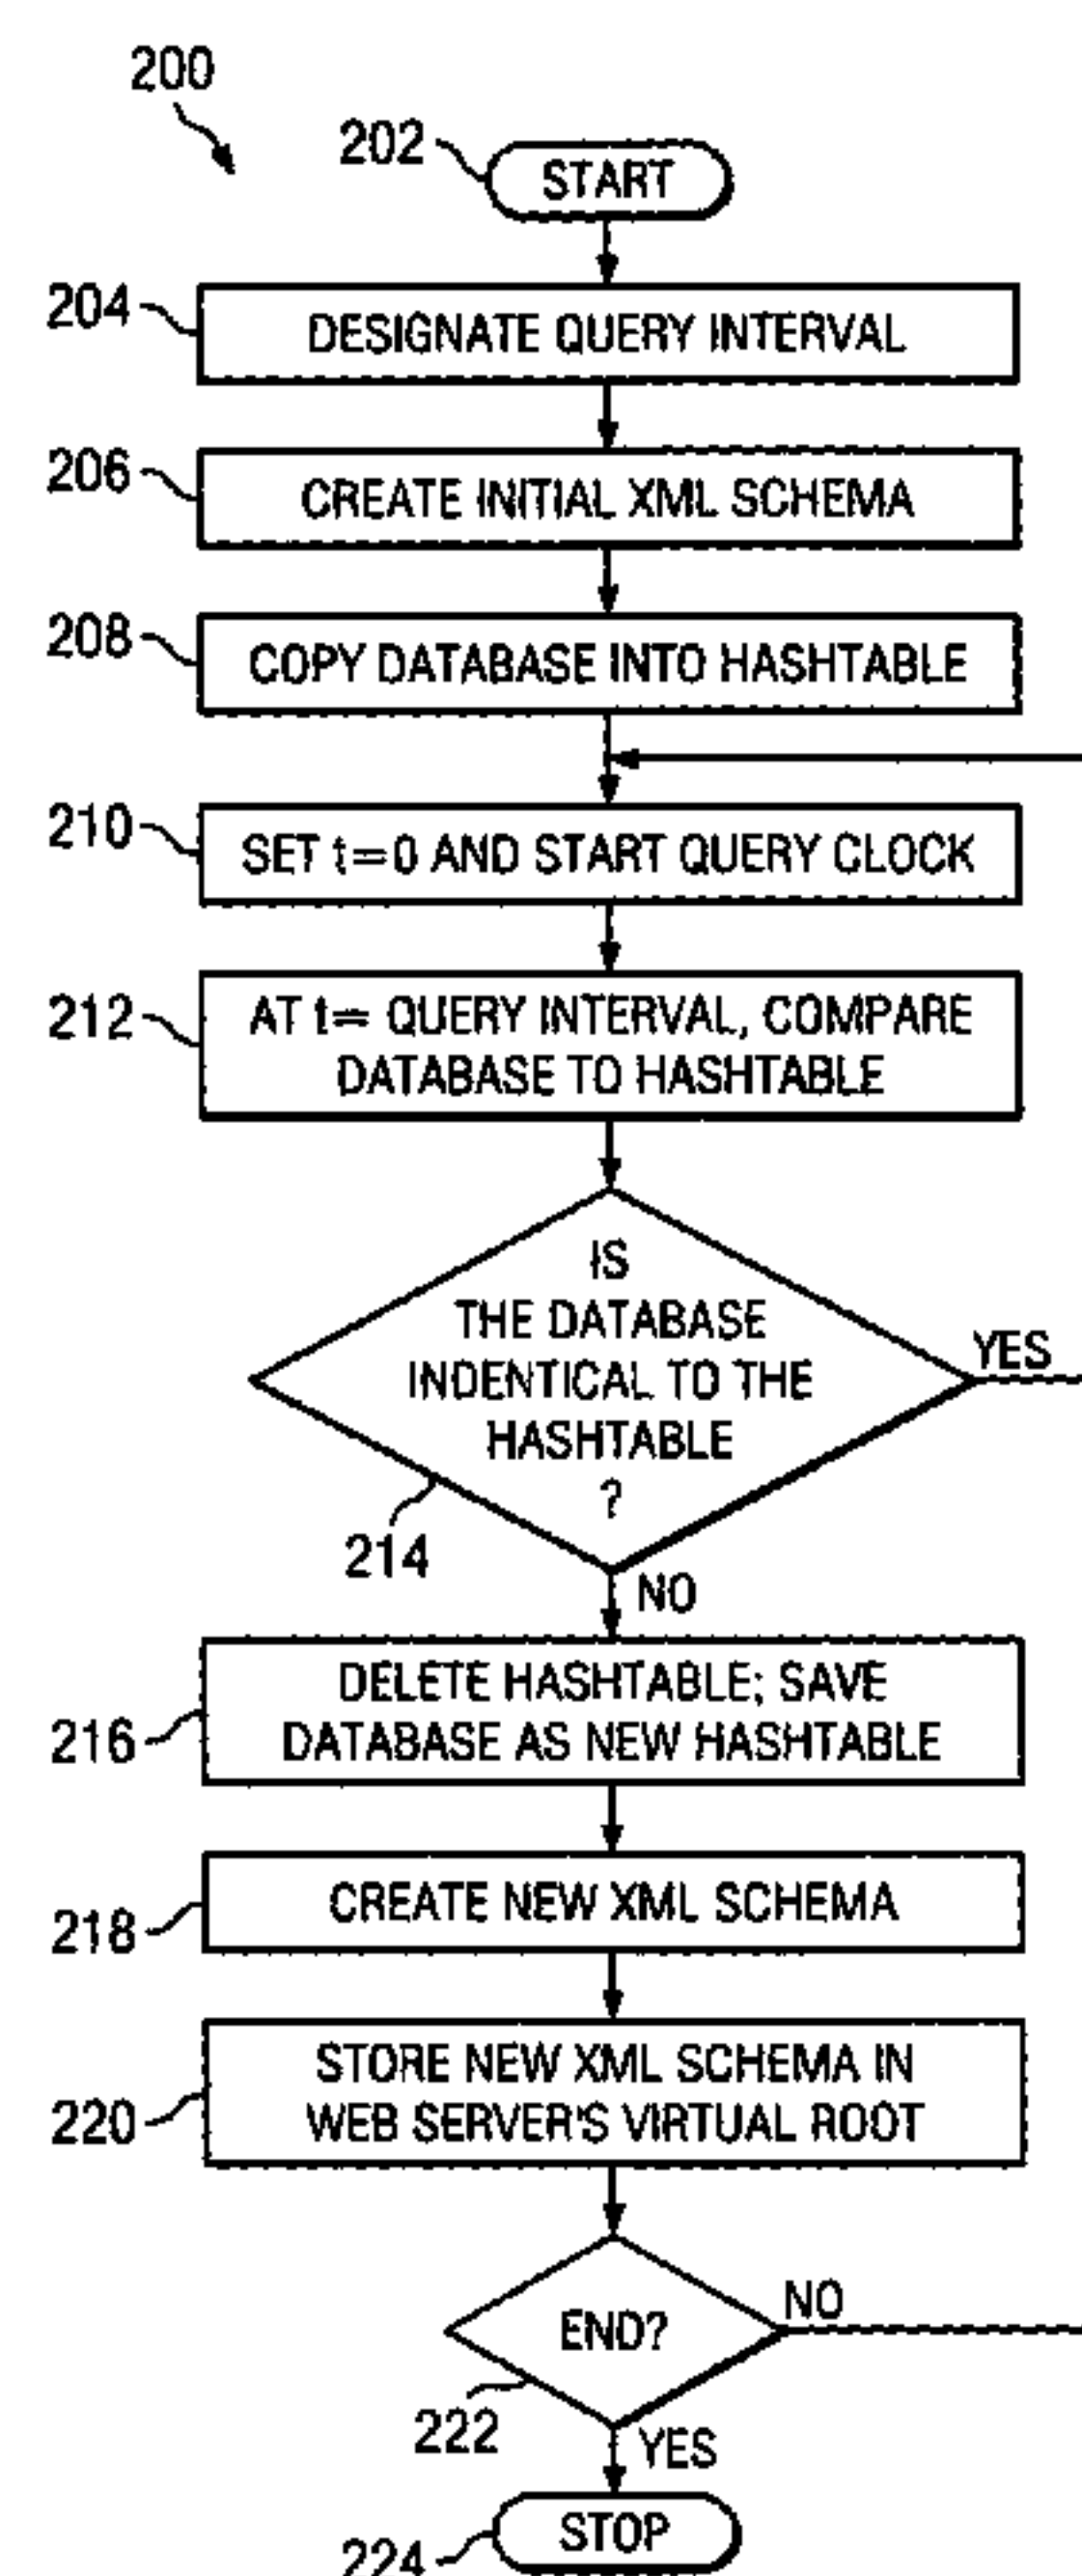 200
202
START
204
DESIGNATE QUERY INTERVAL
206
CREATE INITIAL XML SCHEMA
208
COPY DATABASE INTO HASHTABLE
210
SET t=0 AND START QUERY CLOCK
212
AT t= QUERY INTERVAL, COMPARE
DATABASE TO HASHTABLE
IS
THE DATABASE
INDENTICAL TO THE
HASHTABLE
?
YES
214
NO
216
DELETE HASHTABLE; SAVE
DATABASE AS NEW HASHTABLE
218
CREATE NEW XML SCHEMA
220
STORE NEW XML SCHEMA IN
WEB SERVER'S VIRTUAL ROOT
END?
NO
222
YES
STOP
224